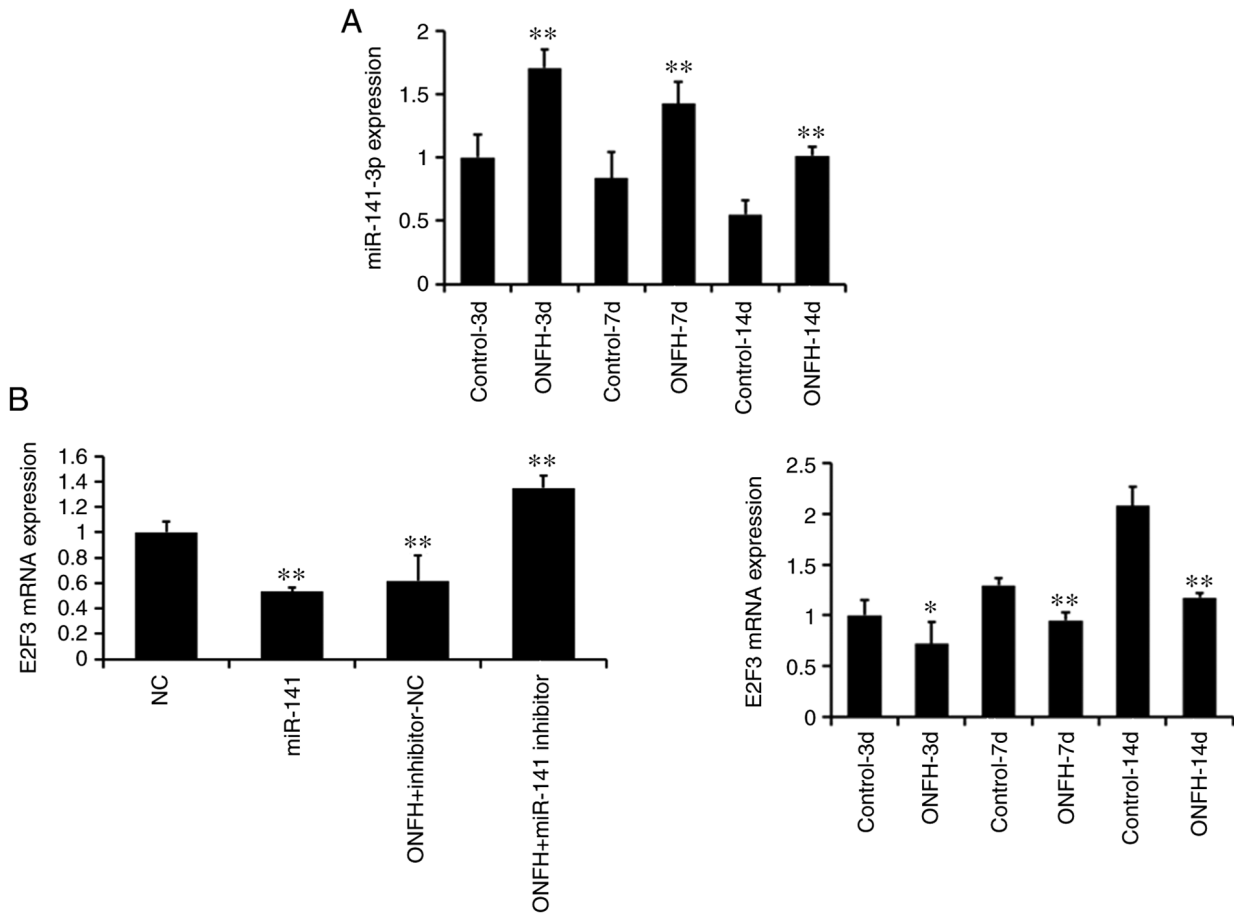 A
2
1.5
1
0.5
0
miR-141-3p expression
** ** **
Control-3d
ONFH-3d
Control-7d
ONFH-7d
Control-14d
ONFH-14d
B
1.6
1.4
1.2
1
0.8
0.6
0.4
0.2
0
E2F3 mRNA expression
** ** **
NC
miR-141
ONFH+inhibitor-NC
ONFH+miR-141 inhibitor
2.5
2
1.5
1
0.5
0
E2F3 mRNA expression
* ** **
Control-3d
ONFH-3d
Control-7d
ONFH-7d
Control-14d
ONFH-14d